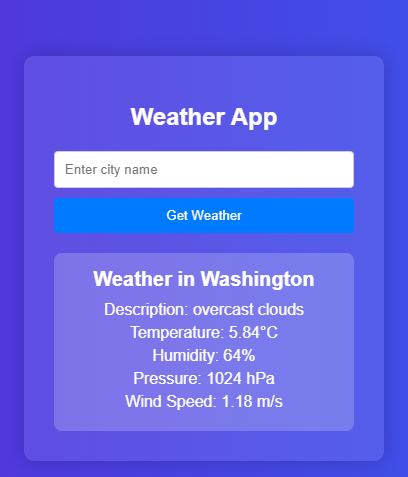 Weather App
Enter city name
Get Weather
Weather in Washington
Description: overcast clouds
Temperature: 5.84°C
Humidity: 64%
Pressure: 1024 hPa
Wind Speed: 1.18 m/s